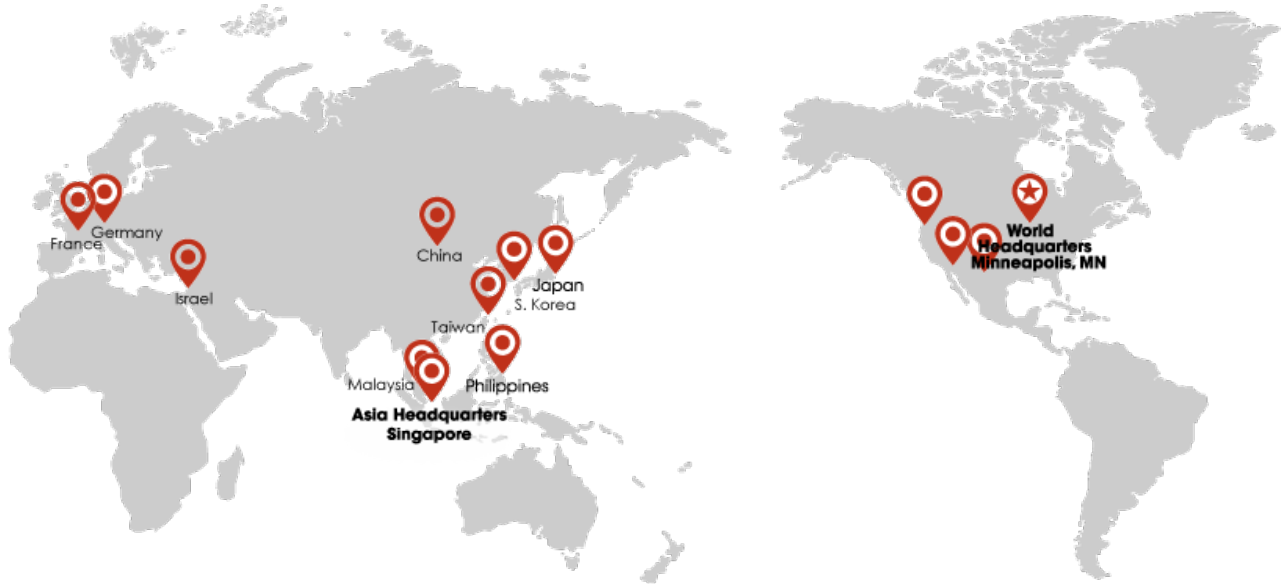 Germany
France
Israel
China
Japan
S. Korea
Taiwan
Malaysia
Philippines
Asia Headquarters
Singapore
World
Headquarters
Minneapolis, MN